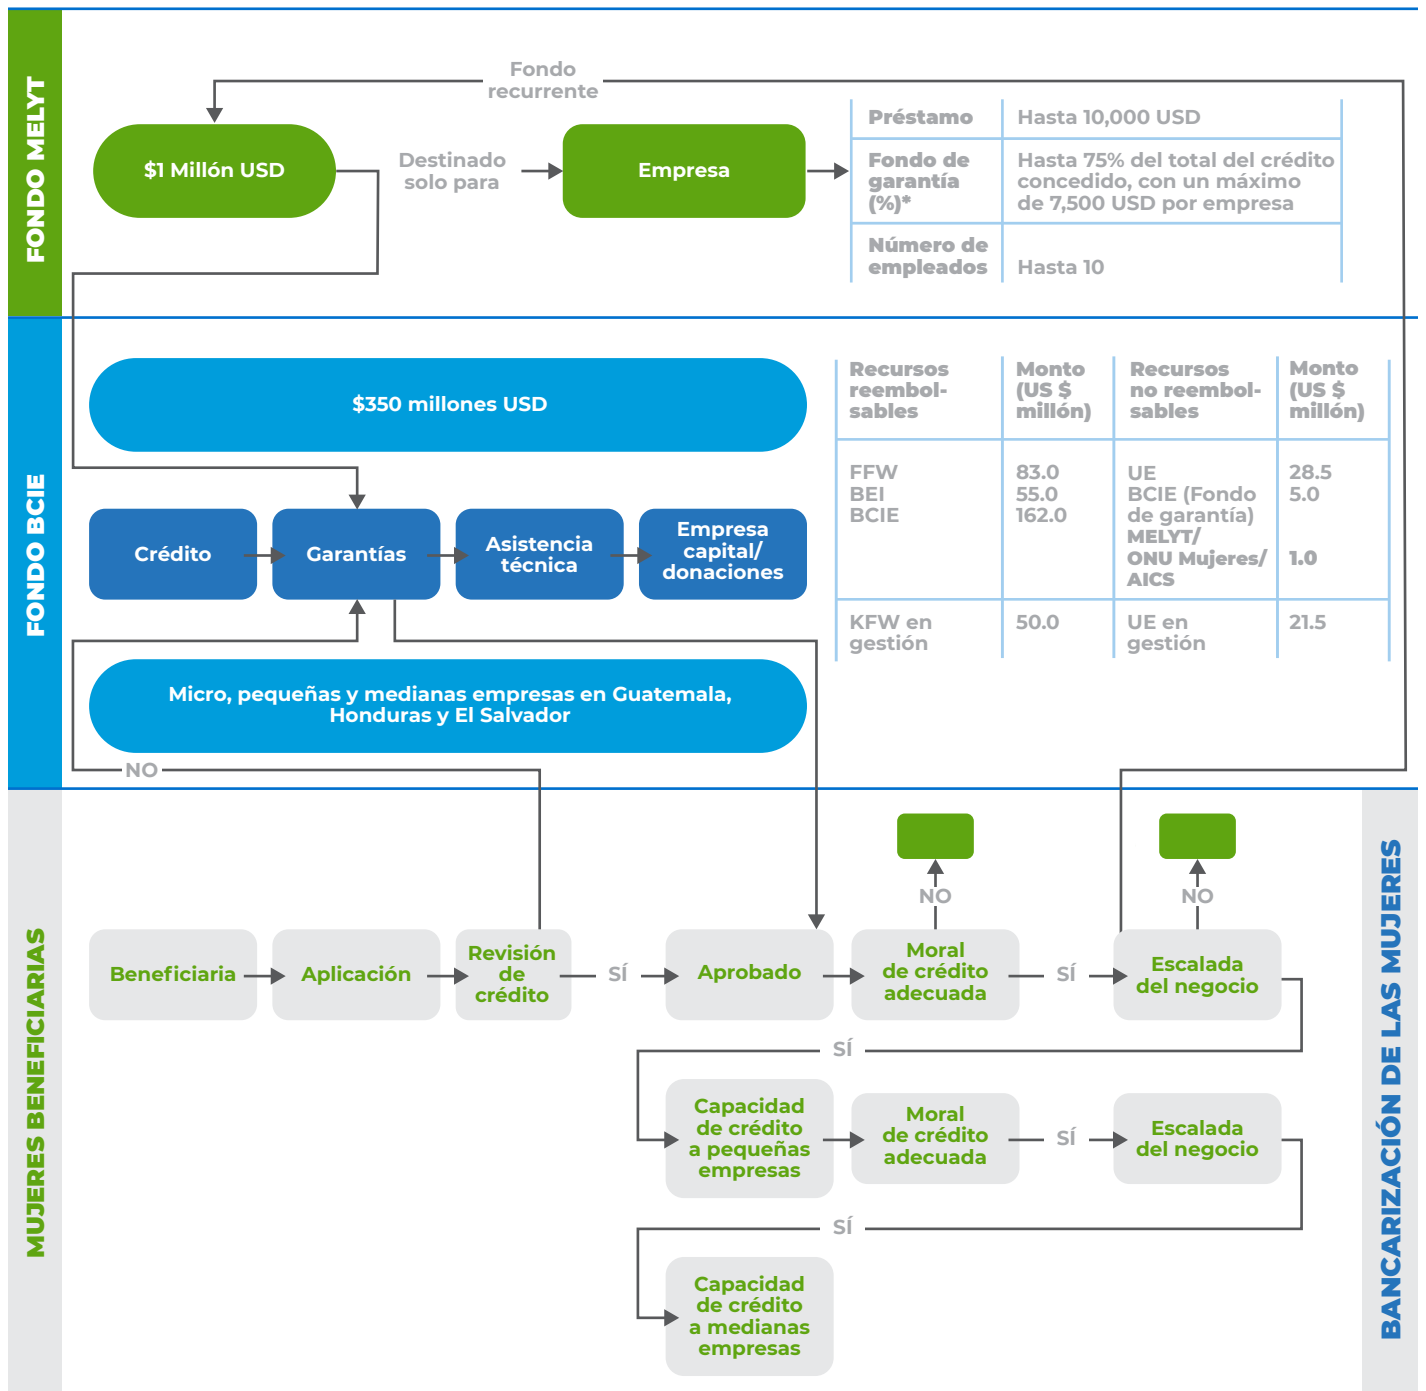 FONDO MELYT
Fondo
recurrente
$1 Millón USD
Destinado
solo para
Empresa
Préstamo
Hasta 10,000 USD
Fondo de
garantía
(%)*
Hasta 75% del total del crédito
concedido, con un máximo
de 7,500 USD por empresa
Número de
empleados
Hasta 10
FONDO BCIE
$350 millones USD
Crédito
Garantías
Asistencia
técnica
Empresa
capital/
donaciones
Micro, pequeñas y medianas empresas en Guatemala,
Honduras y El Salvador
Recursos
reembol-
sables
Monto
(US $
millón)
Recursos
no reembol-
sables
Monto
(US $
millón)
FFW
BEI
BCIE
83.0
55.0
162.0
UE
BCIE (Fondo
de garantía)
MELYT/
ONU Mujeres/
AICS
28.5
5.0
1.0
KFW en
gestión
50.0
UE en
gestión
21.5
NO
MUJERES BENEFICIARIAS
BANCARIZACIÓN DE LAS MUJERES
NO
NO
Beneficiaria
Aplicación
Revisión
de
crédito
SÍ
Aprobado
Moral
de crédito
adecuada
SÍ
Escalada
del negocio
SÍ
Capacidad
de crédito
a pequeñas
empresas
Moral
de crédito
adecuada
SÍ
Escalada
del negocio
SÍ
Capacidad
de crédito
a medianas
empresas